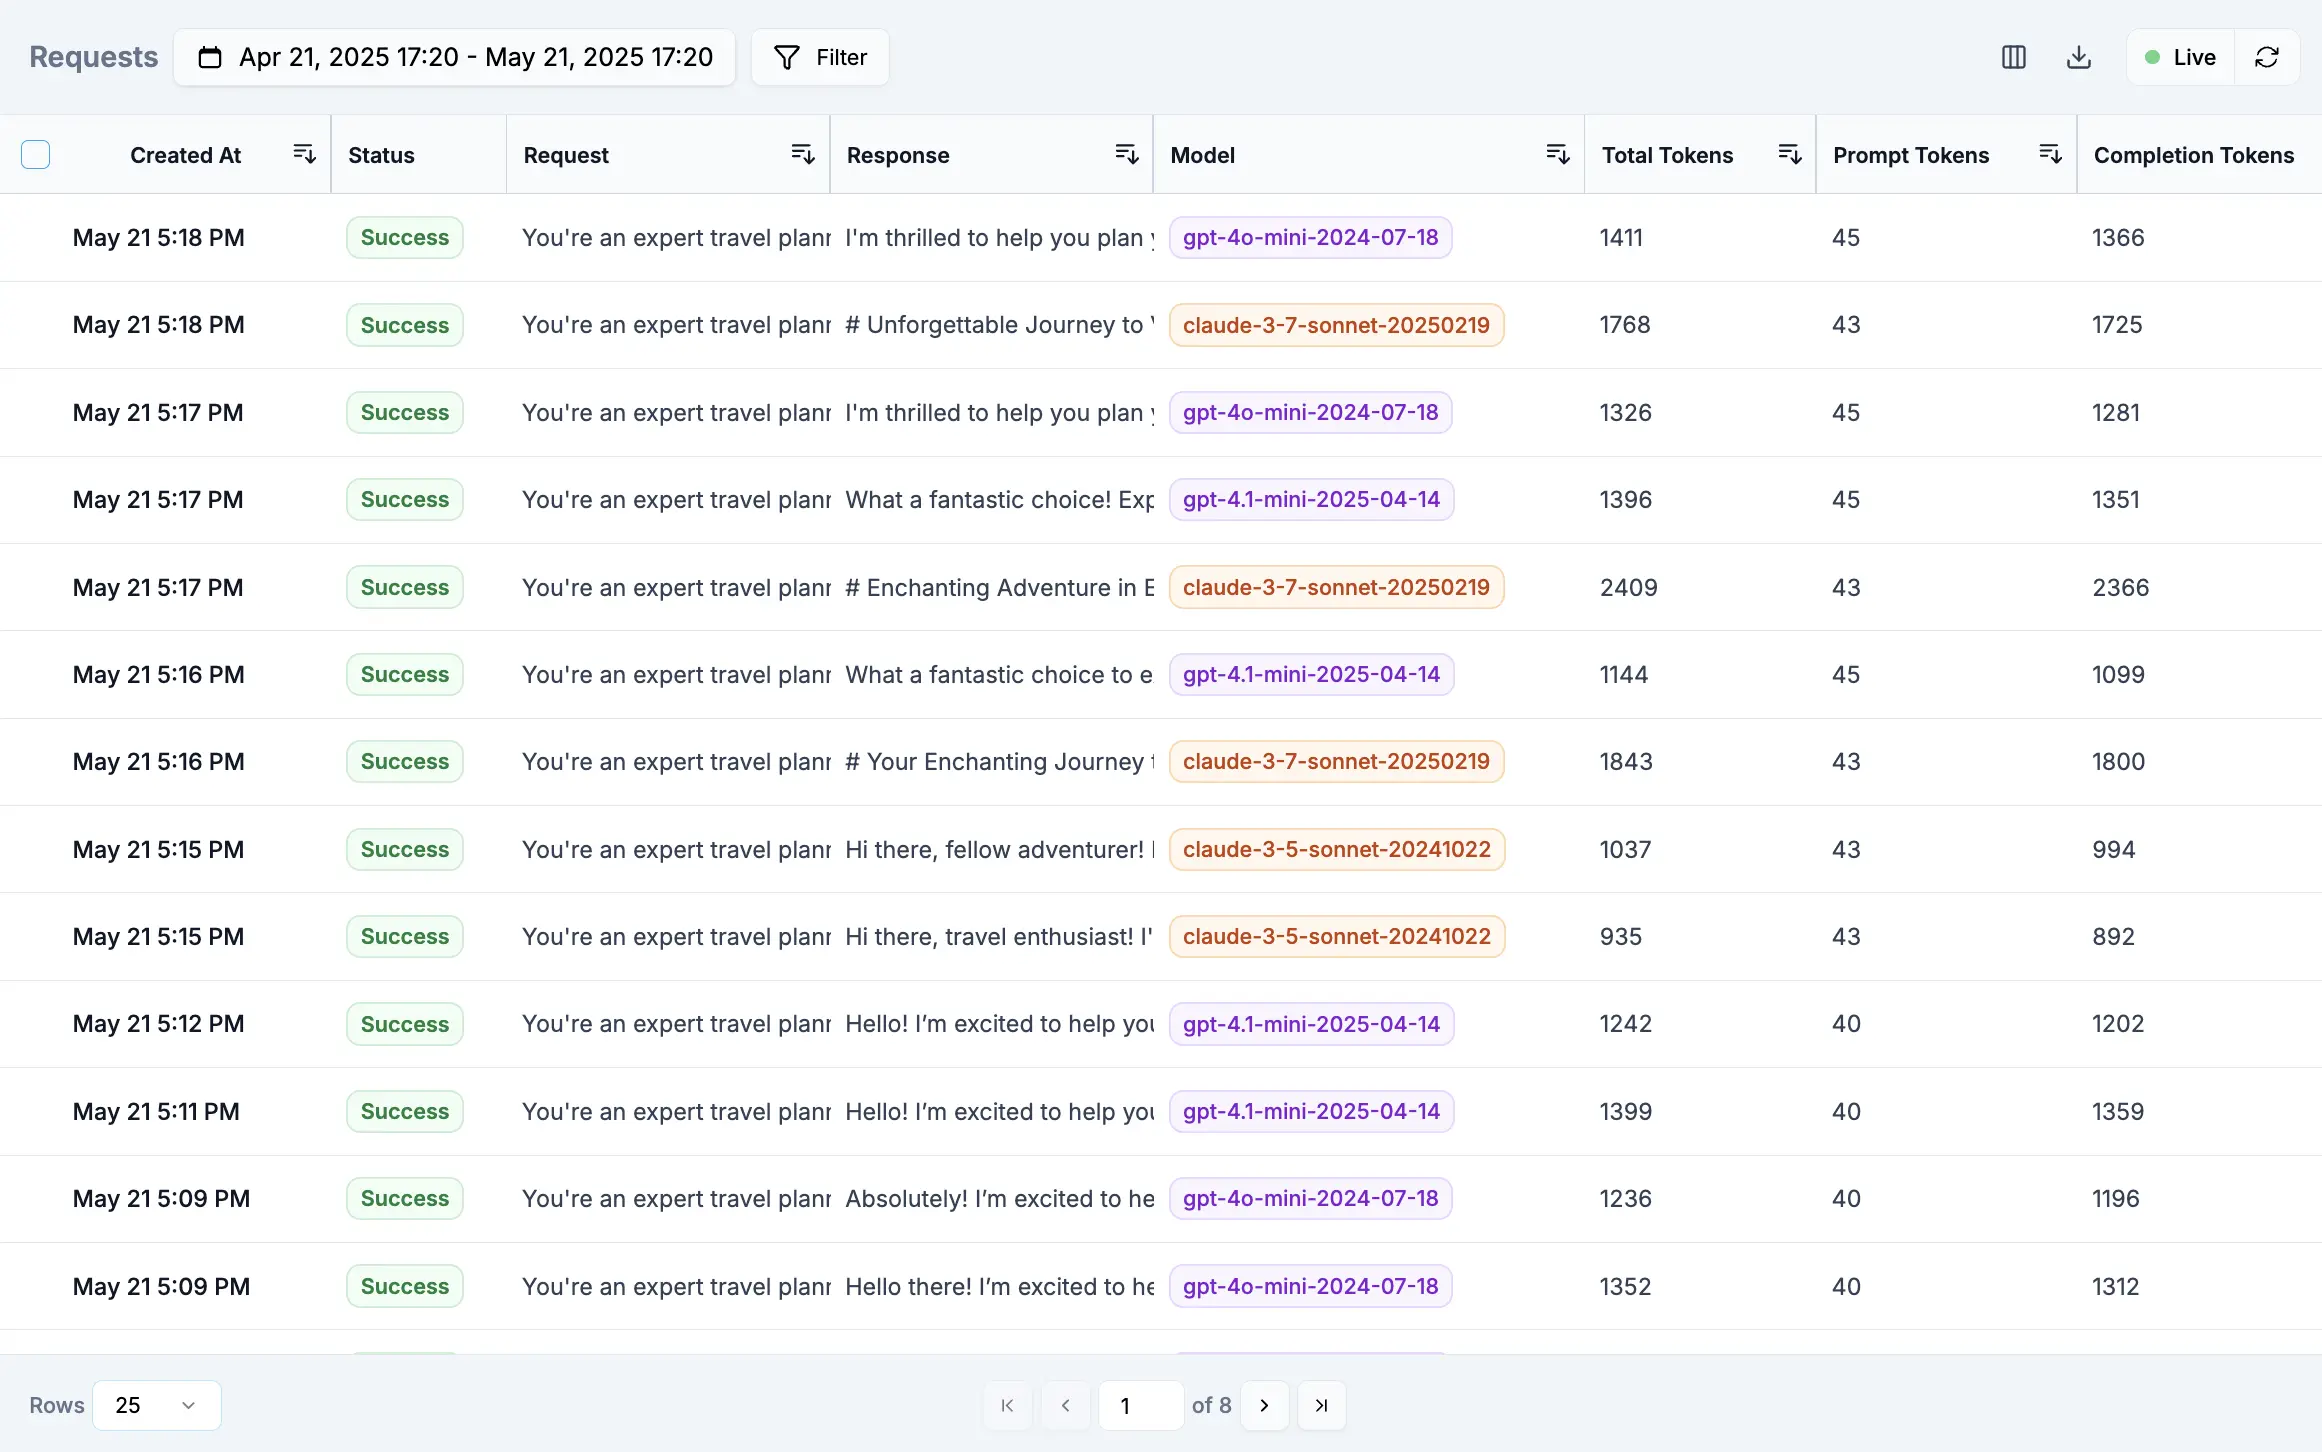 Requests Apr 21, 2025 17:20 - May 21, 2025 17:20 Filter Live
Created At Status Request Response Model Total Tokens Prompt Tokens Completion Tokens
May 21 5:18 PM Success You're an expert travel I'm thrilled to help you plan gpt-4o-mini-2024-07-18 1411 45 1366
May 21 5:18 PM Success You're an expert travel # Unforgettable Journey to claude-3-7-sonnet-20250219 1768 43 1725
May 21 5:17 PM Success You're an expert travel I'm thrilled to help you plan gpt-4o-mini-2024-07-18 1326 45 1281
May 21 5:17 PM Success You're an expert travel What a fantastic choice! Exp gpt-4.1-mini-2025-04-14 1396 45 1351
May 21 5:17 PM Success You're an expert travel # Enchanting Adventure in claude-3-7-sonnet-20250219 2409 43 2366
May 21 5:16 PM Success You're an expert travel What a fantastic choice to e gpt-4.1-mini-2025-04-14 1144 45 1099
May 21 5:16 PM Success You're an expert travel # Your Enchanting Journey claude-3-7-sonnet-20250219 1843 43 1800
May 21 5:15 PM Success You're an expert travel Hi there, fellow adventurer! claude-3-5-sonnet-20241022 1037 43 994
May 21 5:15 PM Success You're an expert travel Hi there, travel enthusiast! I' claude-3-5-sonnet-20241022 935 43 892
May 21 5:12 PM Success You're an expert travel Hello! I’m excited to help you gpt-4.1-mini-2025-04-14 1242 40 1202
May 21 5:11 PM Success You're an expert travel Hello! I’m excited to help you gpt-4.1-mini-2025-04-14 1399 40 1359
May 21 5:09 PM Success You're an expert travel Absolutely! I’m excited to he gpt-4o-mini-2024-07-18 1236 40 1196
May 21 5:09 PM Success You're an expert travel Hello there! I’m excited to he gpt-4o-mini-2024-07-18 1352 40 1312
Rows 25 1 of 8